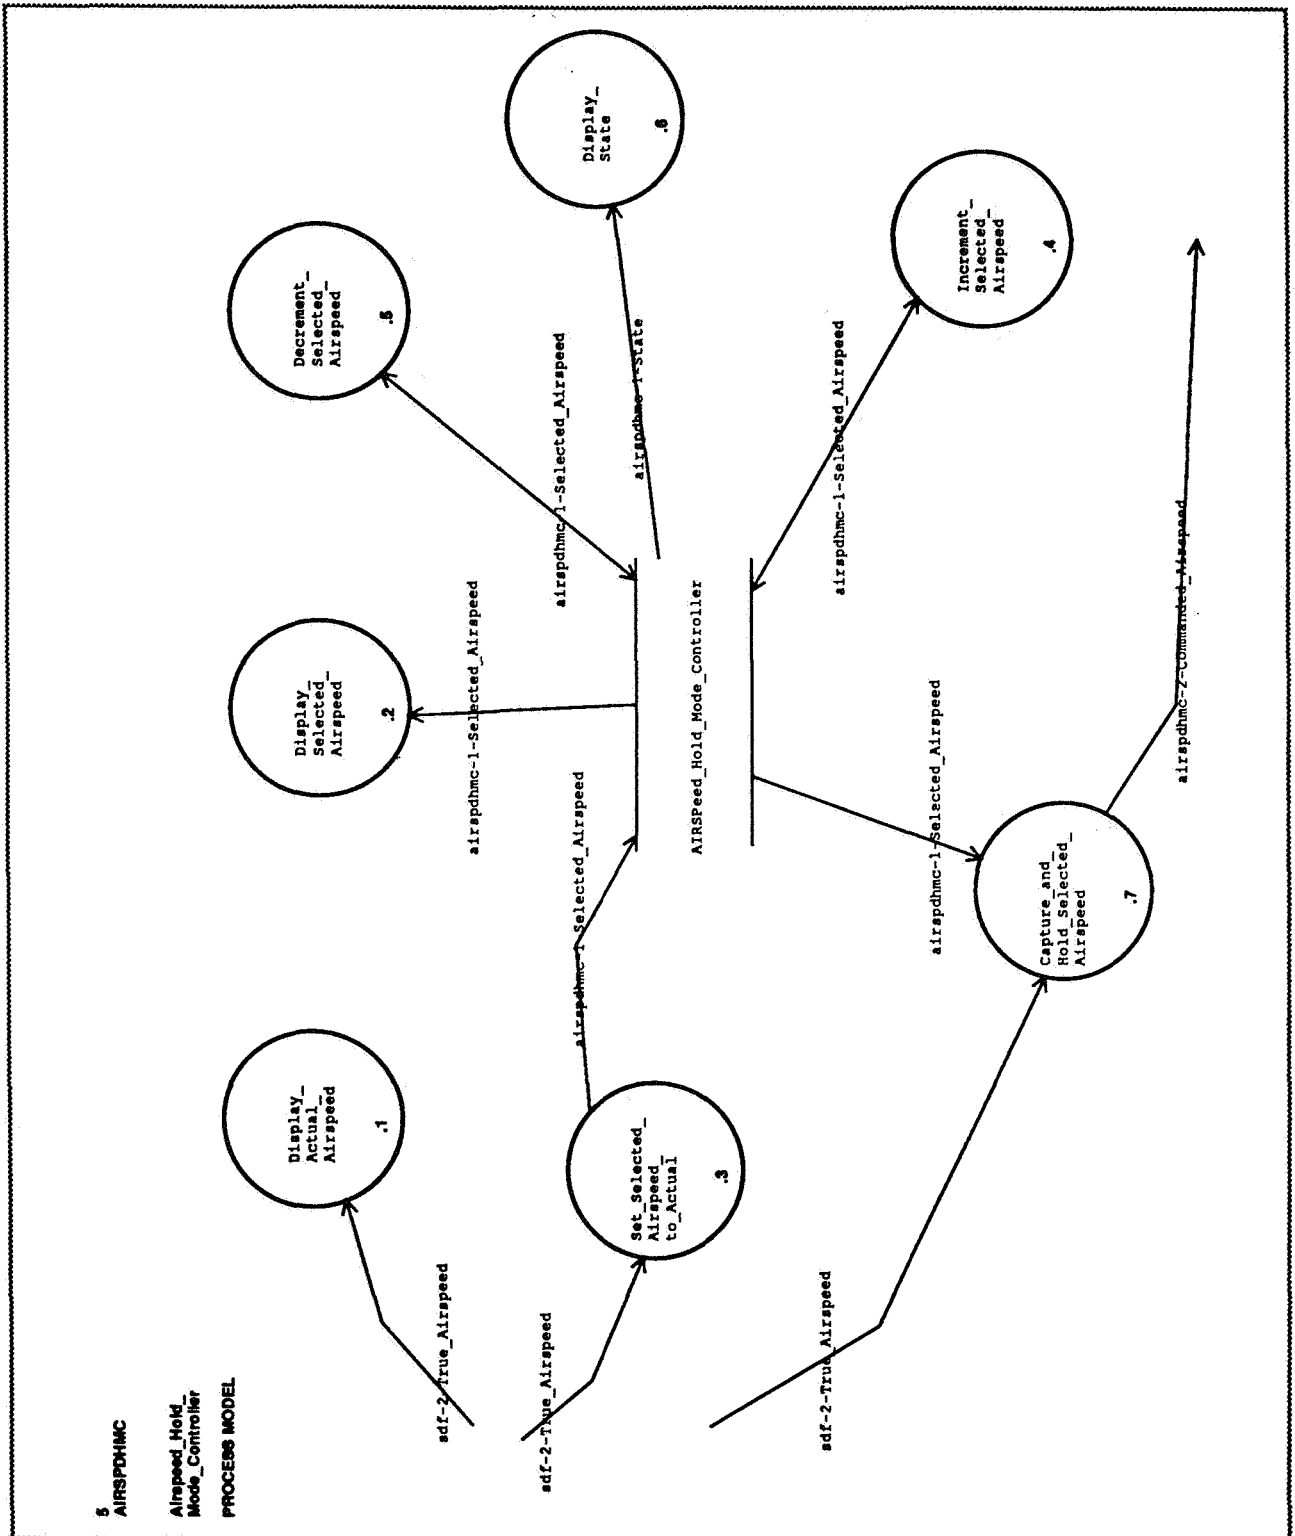 5
AIRSPDHMC
Airspeed_Hold_
Mode_Controller
PROCESS MODEL
Display_
Actual_
Airspeed
.1
Display_
Selected_
Airspeed
.2
Decrement_
Selected_
Airspeed
.5
sdf-2-True_Airspeed
airspdhmc-1-Selected_Airspeed
airspdhmc-1-Selected_Airspeed
Display_
State
.6
sdf-2-True_Airspeed
airspdhmc-1-Selected_Airspeed
airspdhmc-1-State
Set_Selected_
Airspeed_
to_Actual
.3
AIRSPeed_Hold_Mode_Controller
sdf-2-True_Airspeed
airspdhmc-1-Selected_Airspeed
airspdhmc-1-Selected_Airspeed
Increment_
Selected_
Airspeed
.4
Capture_and_
Hold_Selected_
Airspeed
.7
airspdhmc-2-Commanded_Airspeed